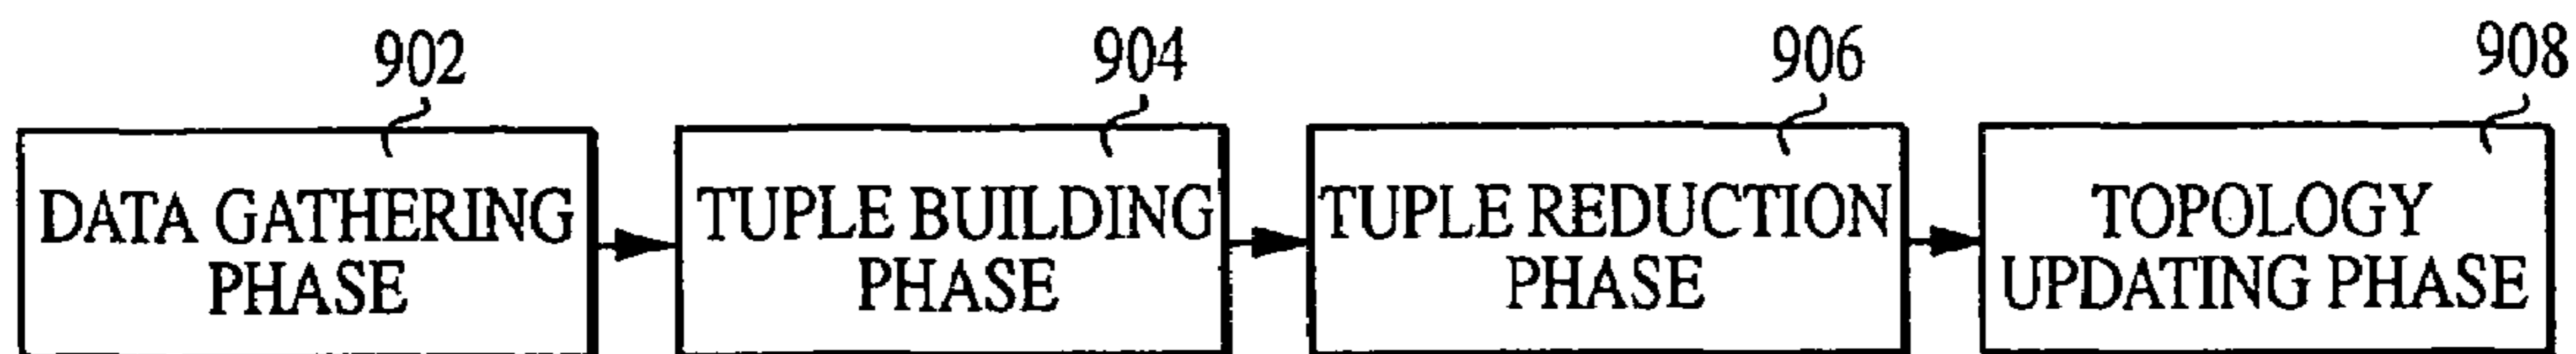 902
904
906
908
DATA GATHERING
PHASE
TUPLE BUILDING
PHASE
TUPLE REDUCTION
PHASE
TOPOLOGY
UPDATING PHASE